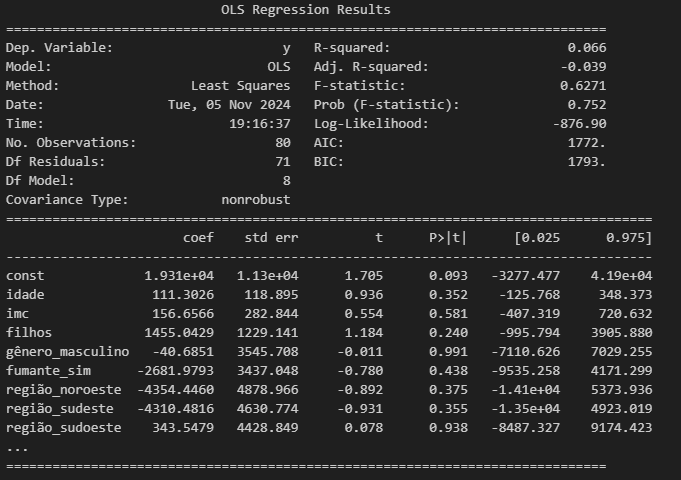 OLS Regression Results
==============================================================================
Dep. Variable:                      y   R-squared:                       0.066
Model:                            OLS   Adj. R-squared:                 -0.039
Method:                 Least Squares   F-statistic:                    0.6271
Date:                Tue, 05 Nov 2024   Prob (F-statistic):              0.752
Time:                        19:16:37   Log-Likelihood:                -876.90
No. Observations:                  80   AIC:                             1772.
Df Residuals:                      71   BIC:                             1793.
Df Model:                           8
Covariance Type:            nonrobust
====================================================================================
                       coef    std err          t      P>|t|      [0.025      0.975]
------------------------------------------------------------------------------------
const             1.931e+04   1.13e+04      1.705      0.093   -3277.477    4.19e+04
idade              111.3026    118.895      0.936      0.352    -125.768     348.373
imc                156.6566    282.844      0.554      0.581    -407.319     720.632
filhos            1455.0429   1229.141      1.184      0.240    -995.794    3905.880
gênero_masculino   -40.6851   3545.708     -0.011      0.991   -7110.626    7029.255
fumante_sim      -2681.9793   3437.048     -0.780      0.438   -9535.258    4171.299
região_noroeste  -4354.4460   4878.966     -0.892      0.375   -1.41e+04    5373.936
região_sudeste   -4310.4816   4630.774     -0.931      0.355   -1.35e+04    4923.019
região_sudoeste    343.5479   4428.849      0.078      0.938   -8487.327    9174.423
...
==============================================================================